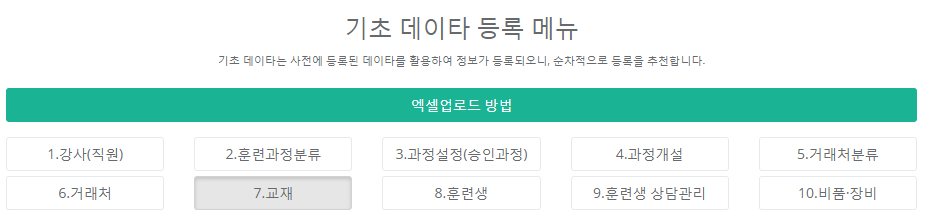 기초 데이타 등록 메뉴
기초 데이타는 사전에 등록된 데이타를 활용하여 정보가 등록되오니, 순차적으로 등록을 추천합니다.
엑셀업로드 방법
1.강사(직원) 2.훈련과정분류 3.과정설정(승인과정) 4.과정개설 5.거래처분류
6.거래처 7.교재 8.훈련생 9.훈련생 상담관리 10.비품·장비